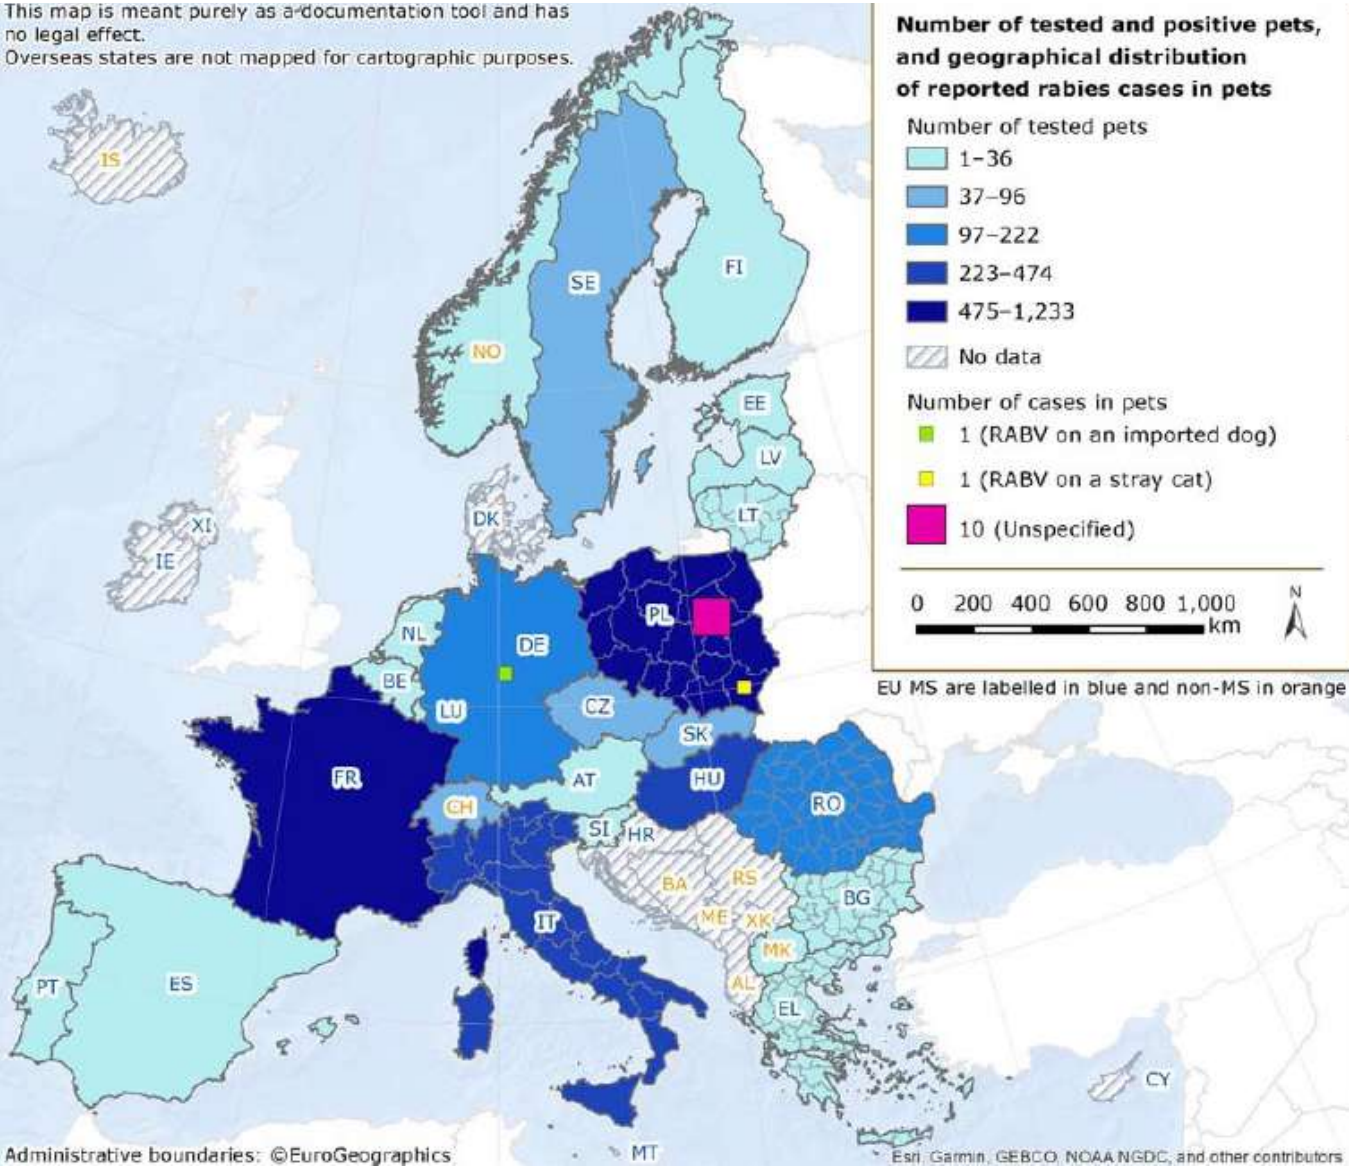 This map is meant purely as a documentation tool and has
no legal effect.
Overseas states are not mapped for cartographic purposes.
Number of tested and positive pets,
and geographical distribution
of reported rabies cases in pets
Number of tested pets
1–36
37–96
97–222
223–474
475–1,233
No data
Number of cases in pets
1 (RABV on an imported dog)
1 (RABV on a stray cat)
10 (Unspecified)
N
0 200 400 600 800 1,000
km
EU MS are labelled in blue and non-MS in orange
IS
FI
SE
NO
EE
LV
LT
DK
XI
IE
PL
NL
DE
BE
LU
CZ
SK
FR
AT
HU
CH
RO
SI
HR
BA
RS
BG
ME
XK
IT
MK
AL
PT
ES
EL
CY
MT
Administrative boundaries: ©EuroGeographics
Esri, Garmin, GEBCO, NOAA NGDC, and other contributors